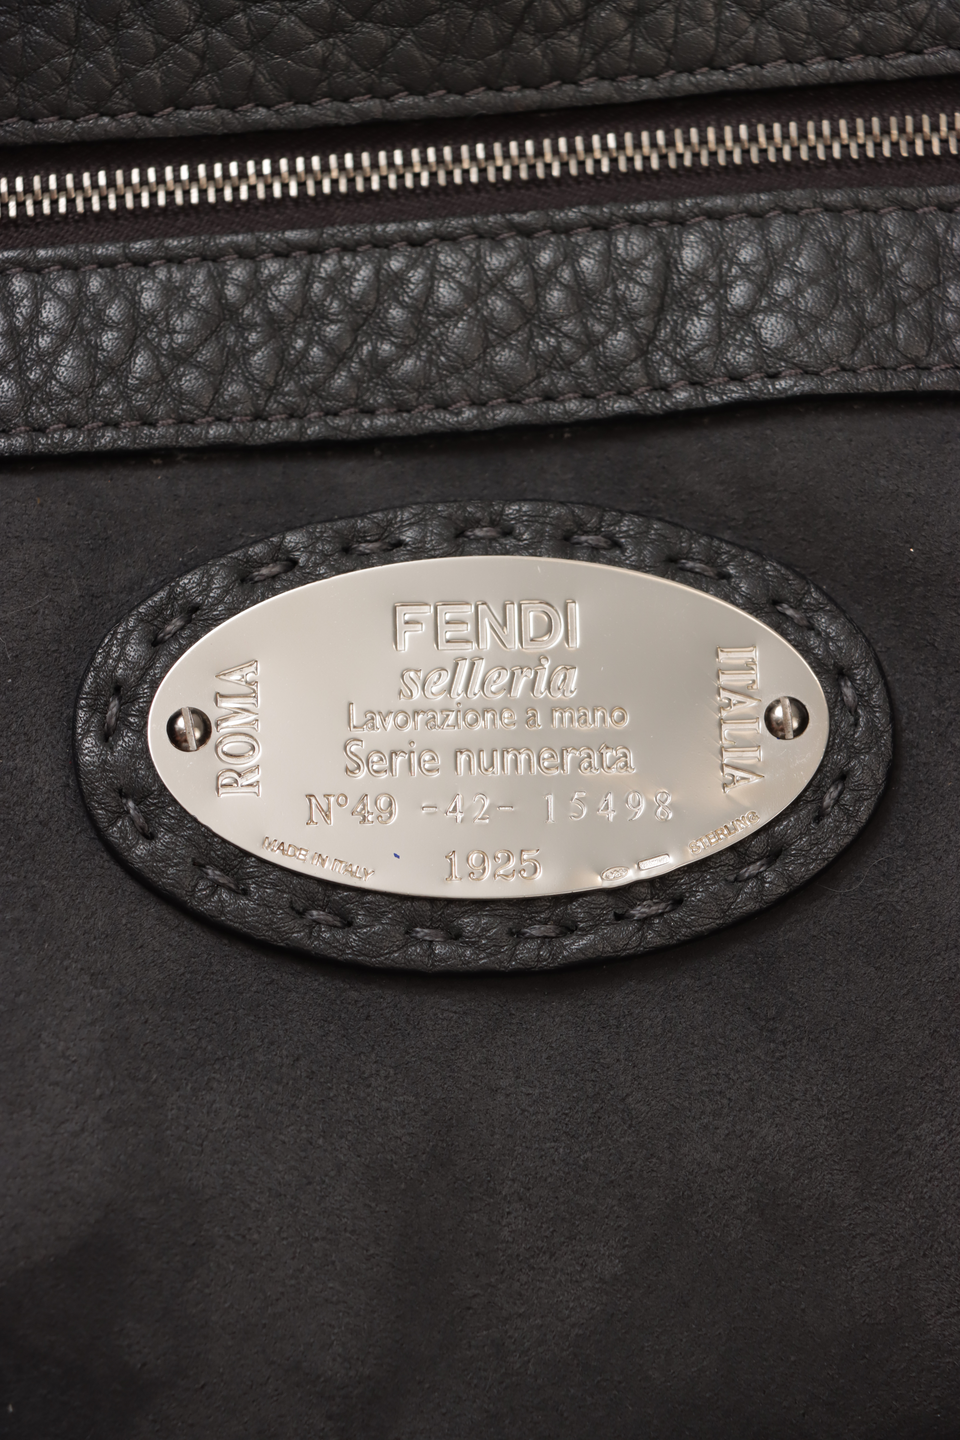 FENDI
selleria
Lavorazione a mano
Serie numerata
N°49 -42- 15498
1925
ROMA
ITALIA
MADE IN ITALY
STERLING